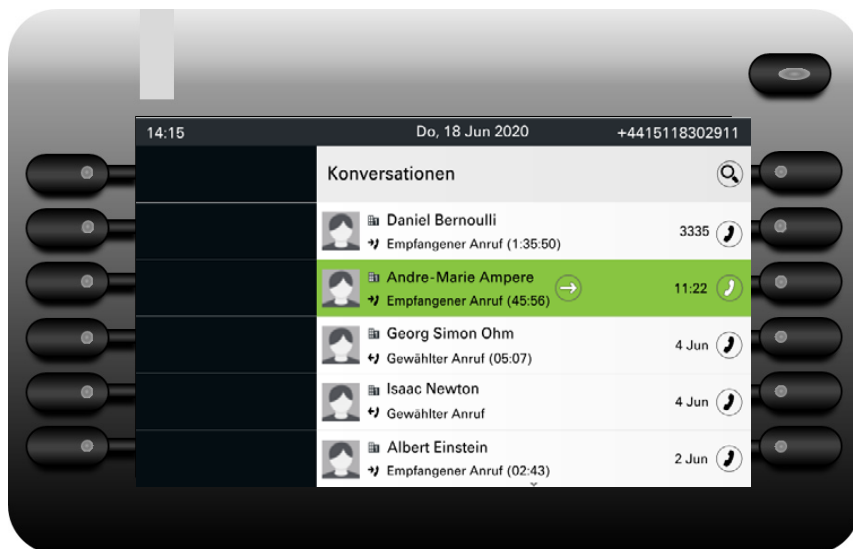 14:15 Do, 18 Jun 2020 +4415118302911
Konversationen
Daniel Bernoulli
3335
Empfangener Anruf (1:35:50)
Andre-Marie Ampere
11:22
Empfangener Anruf (45:56)
Georg Simon Ohm
4 Jun
Gewählter Anruf (05:07)
Isaac Newton
4 Jun
Gewählter Anruf
Albert Einstein
2 Jun
Empfangener Anruf (02:43)